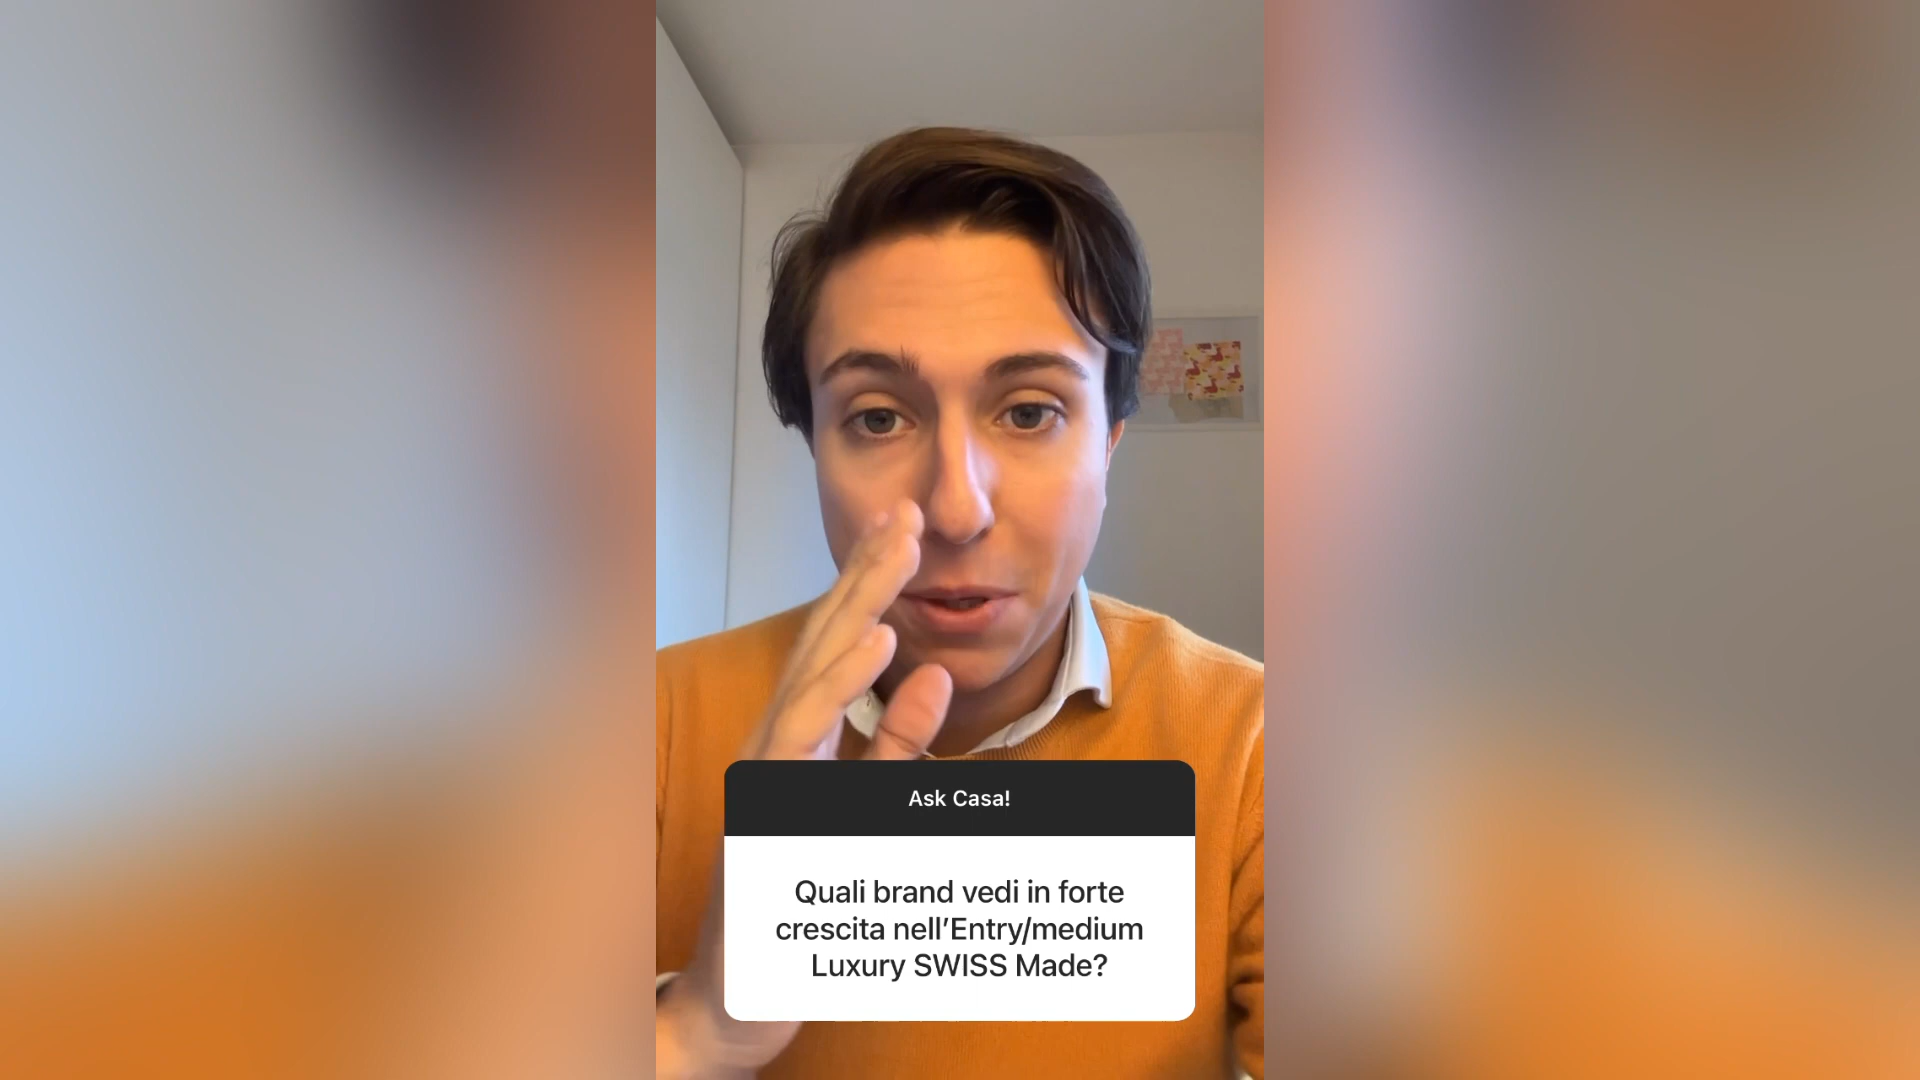 Ask Casa!
Quali brand vedi in forte
crescita nell’Entry/medium
Luxury SWISS Made?